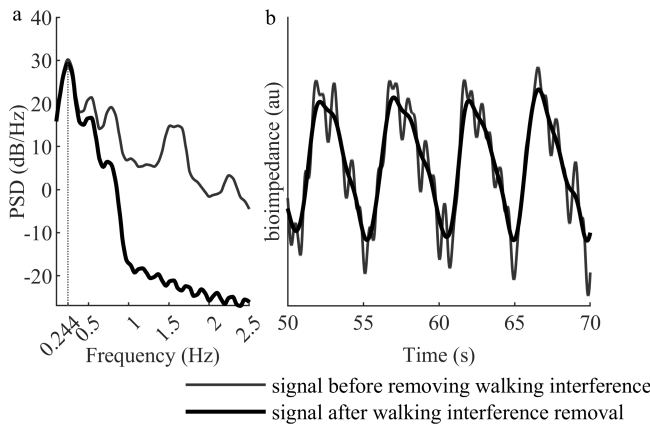 a
b
40
30
20
10
0
-10
-20
PSD (dB/Hz)
0.244
0.5
1
1.5
2
2.5
Frequency (Hz)
bioimpedance (au)
50
55
60
65
70
Time (s)
signal before removing walking interference
signal after walking interference removal